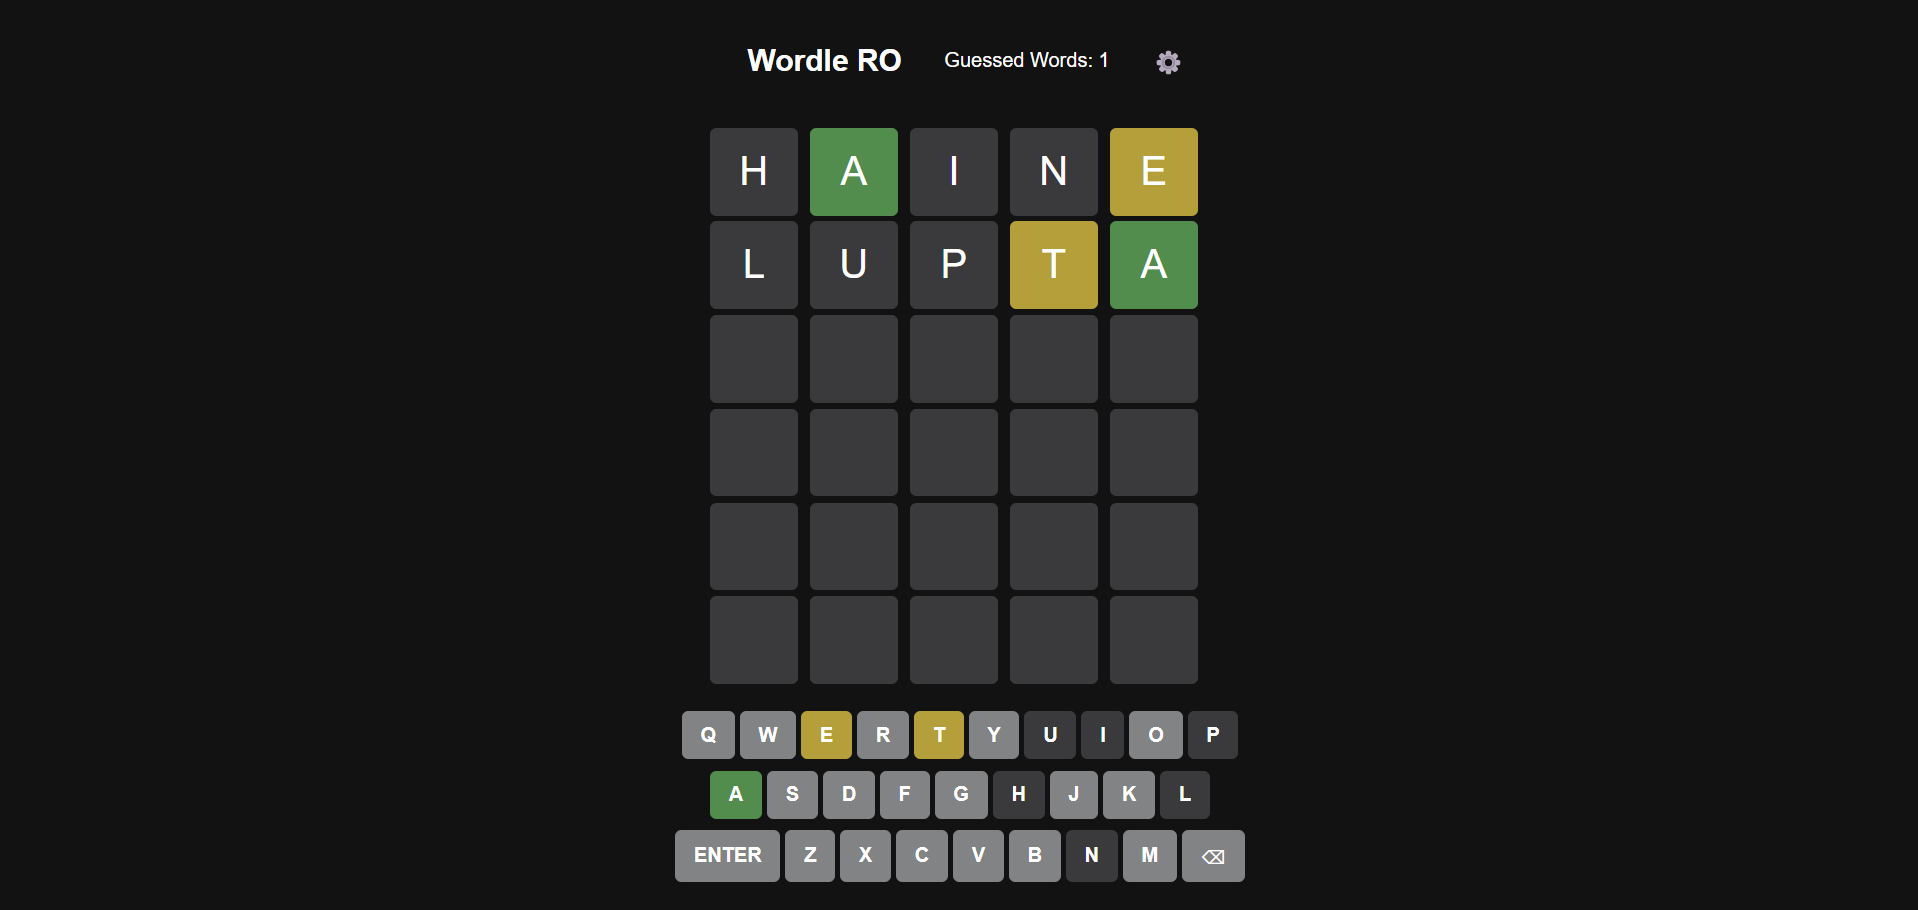 Wordle RO Guessed Words: 1
H A I N E
L U P T A
Q W E R T Y U I O P
A S D F G H J K L
ENTER Z X C V B N M ⌫